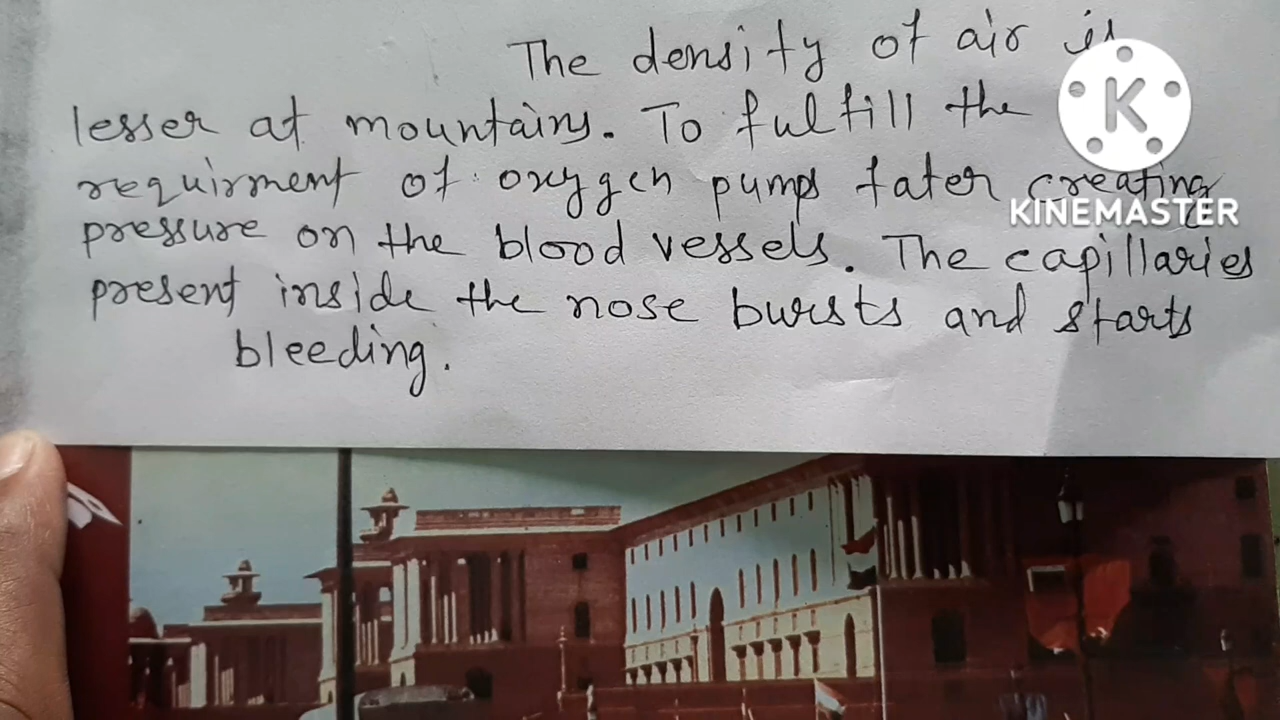 The density of air is
lesser at mountains. To fulfill the
requirment of oxygen pumps fater creating
pressure on the blood vessels. The capillaries
present inside the nose bursts and starts
bleeding.
K
KINEMASTER